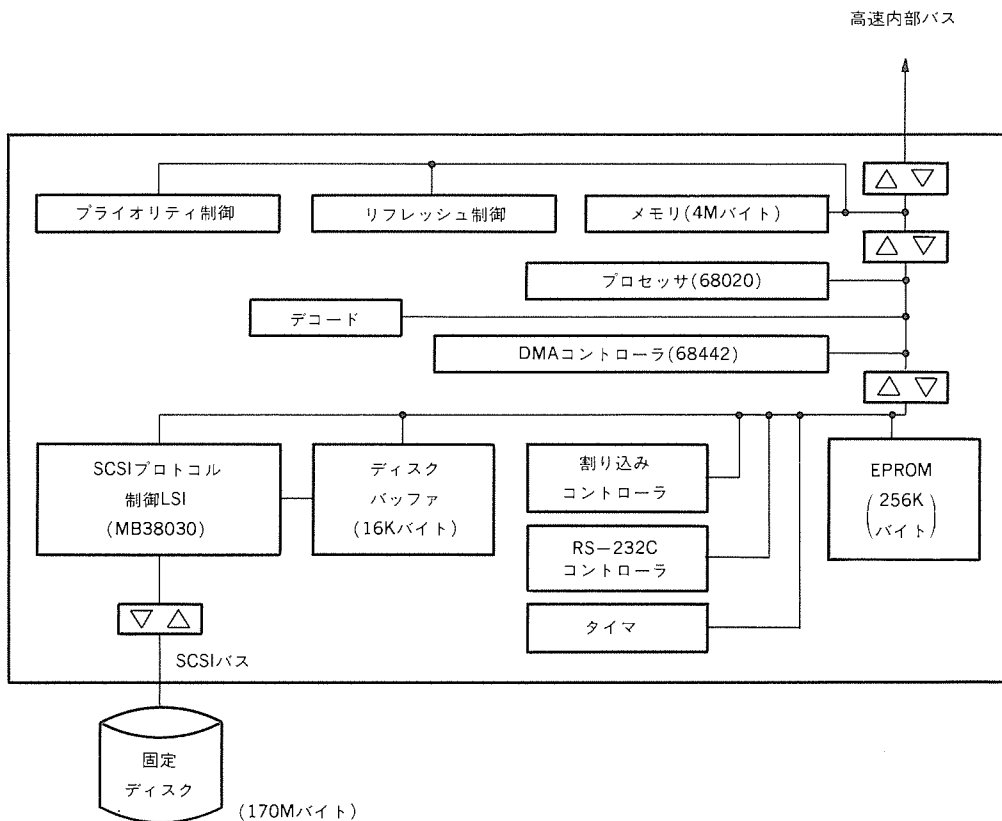 高速内部バス
プライオリティ制御
リフレッシュ制御
メモリ(4Mバイト)
プロセッサ(68020)
デコード
DMAコントローラ(68442)
SCSIプロトコル
制御LSI
(MB38030)
ディスク
バッファ
(16Kバイト)
割り込み
コントローラ
RS-232C
コントローラ
タイマ
EPROM
(256K
バイト)
SCSIバス
固定
ディスク
(170Mバイト)